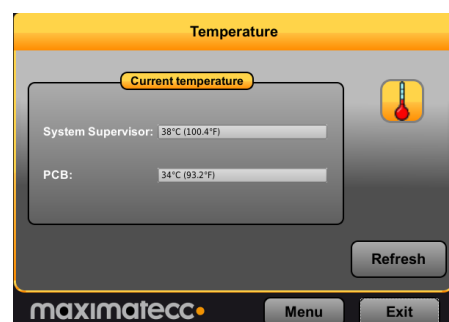 Temperature
Current temperature
System Supervisor: 38°C (100.4°F)
PCB: 34°C (93.2°F)
Refresh
maximatecc
Menu
Exit